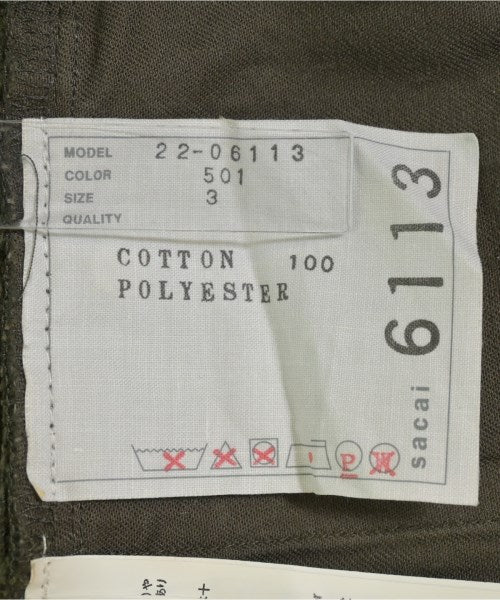 MODEL 22-06113
COLOR 501
SIZE 3
QUALITY
COTTON 100
POLYESTER
sacai 6113
P W